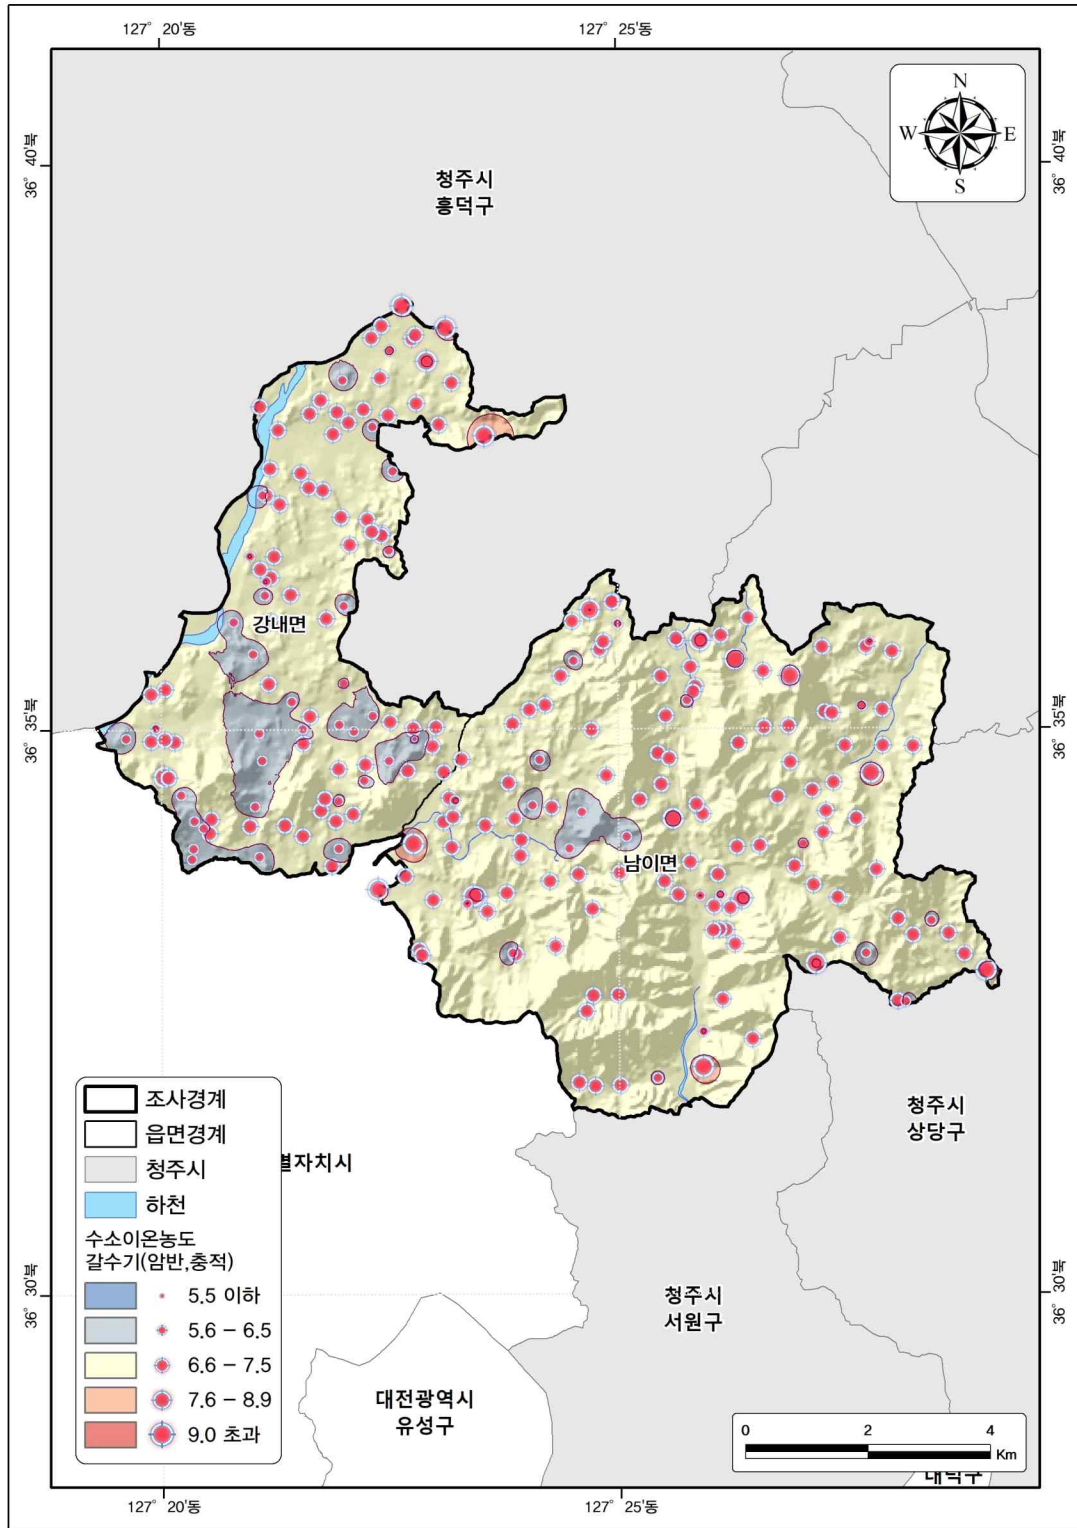 127° 20'동
127° 25'동
36° 40'북
36° 40'북
N
W
E
S
청주시
흥덕구
강내면
36° 35'북
36° 35'북
남이면
조사경계
읍면경계
청주시
하천
수소이온농도
갈수기(암반,충적)
5.5 이하
5.6 – 6.5
6.6 – 7.5
7.6 – 8.9
9.0 초과
별자치시
청주시
상당구
36° 30'북
36° 30'북
청주시
서원구
대전광역시
유성구
0
2
4
Km
대덕구
127° 20'동
127° 25'동